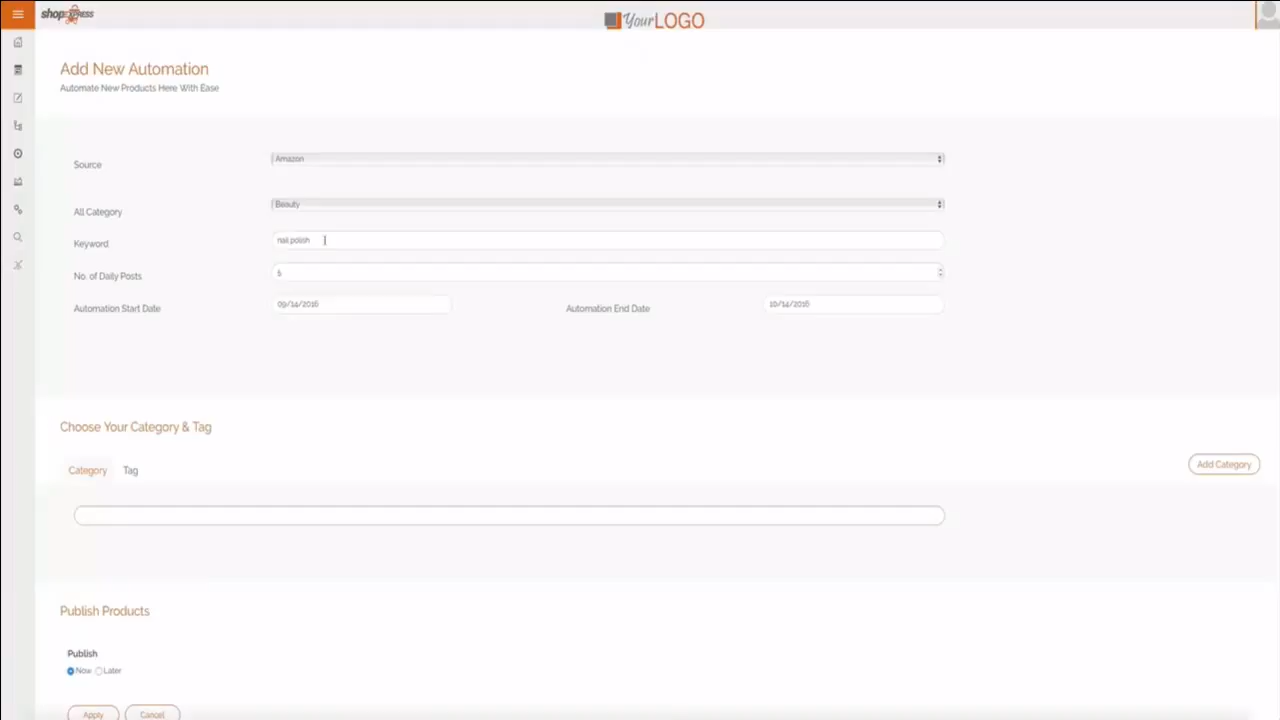 shopExpress
YourLOGO
Add New Automation
Automate New Products Here With Ease
Source
Amazon
All Category
Beauty
Keyword
nail polish
No. of Daily Posts
5
Automation Start Date
09/14/2016
Automation End Date
10/14/2016
Choose Your Category & Tag
Category
Tag
Add Category
Publish Products
Publish
Now
Later
Apply
Cancel